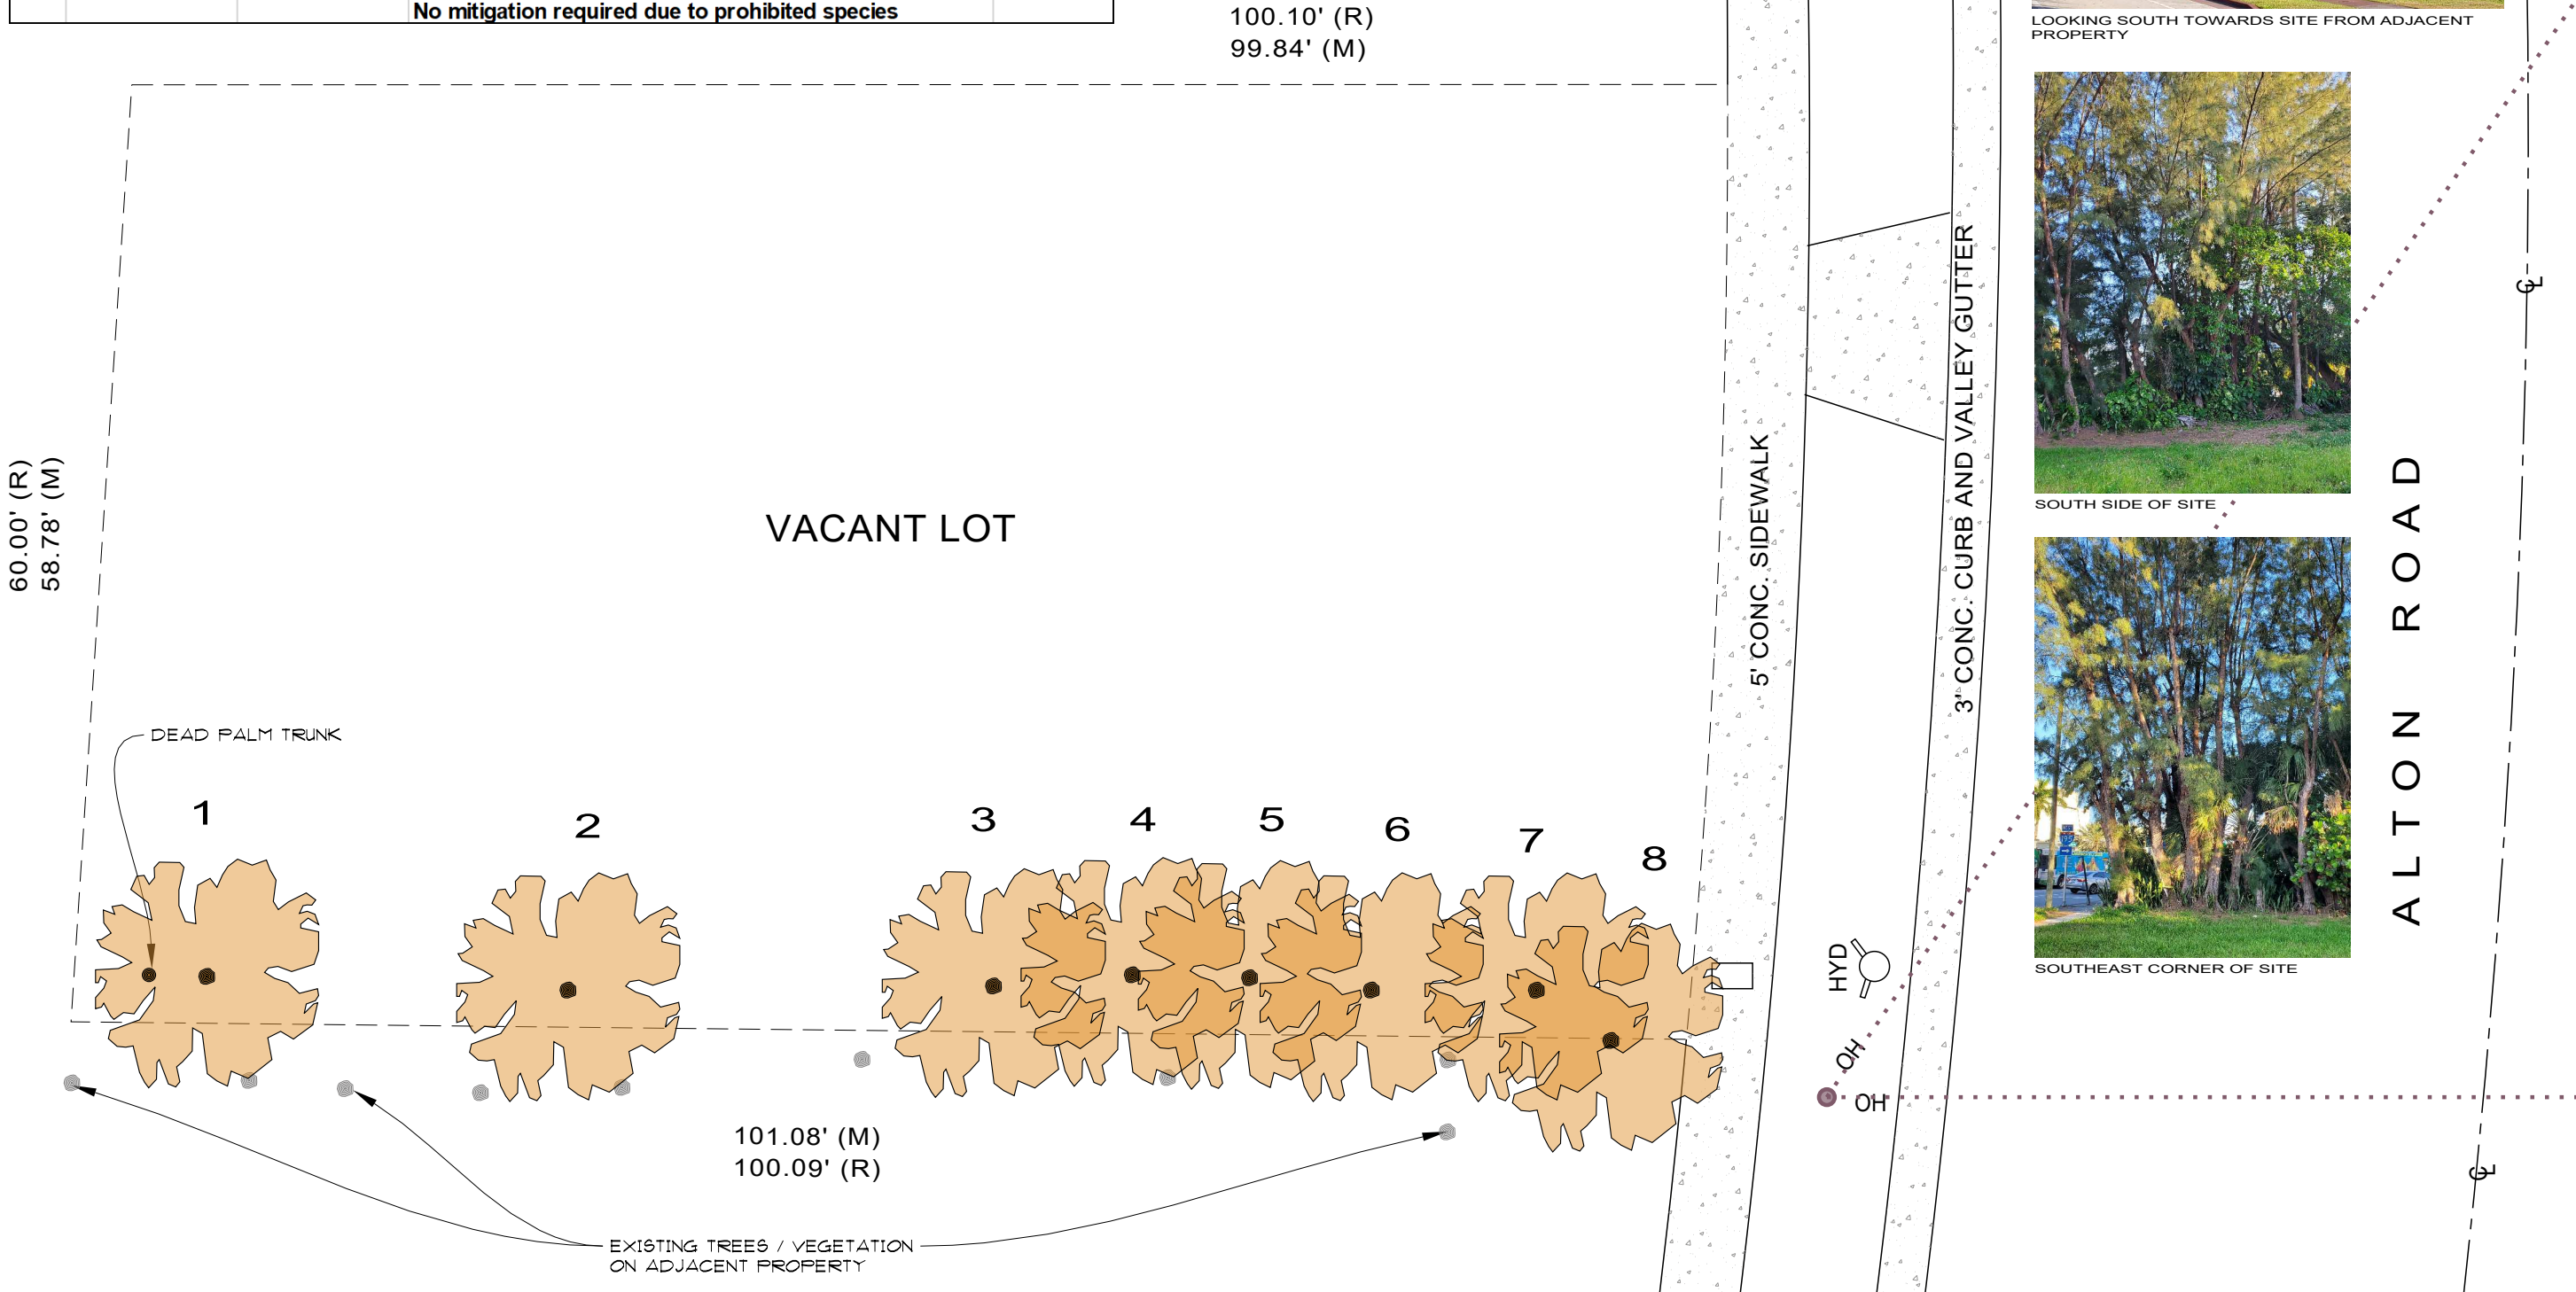 No mitigation required due to prohibited species
100.10' (R)
99.84' (M)
LOOKING SOUTH TOWARDS SITE FROM ADJACENT
PROPERTY
60.00' (R)
58.78' (M)
VACANT LOT
5' CONC. SIDEWALK
3' CONC. CURB AND VALLEY GUTTER
SOUTH SIDE OF SITE
ALTON ROAD
DEAD PALM TRUNK
1
2
3
4
5
6
7
8
HYD
SOUTHEAST CORNER OF SITE
OH
OH
101.08' (M)
100.09' (R)
EXISTING TREES / VEGETATION
ON ADJACENT PROPERTY